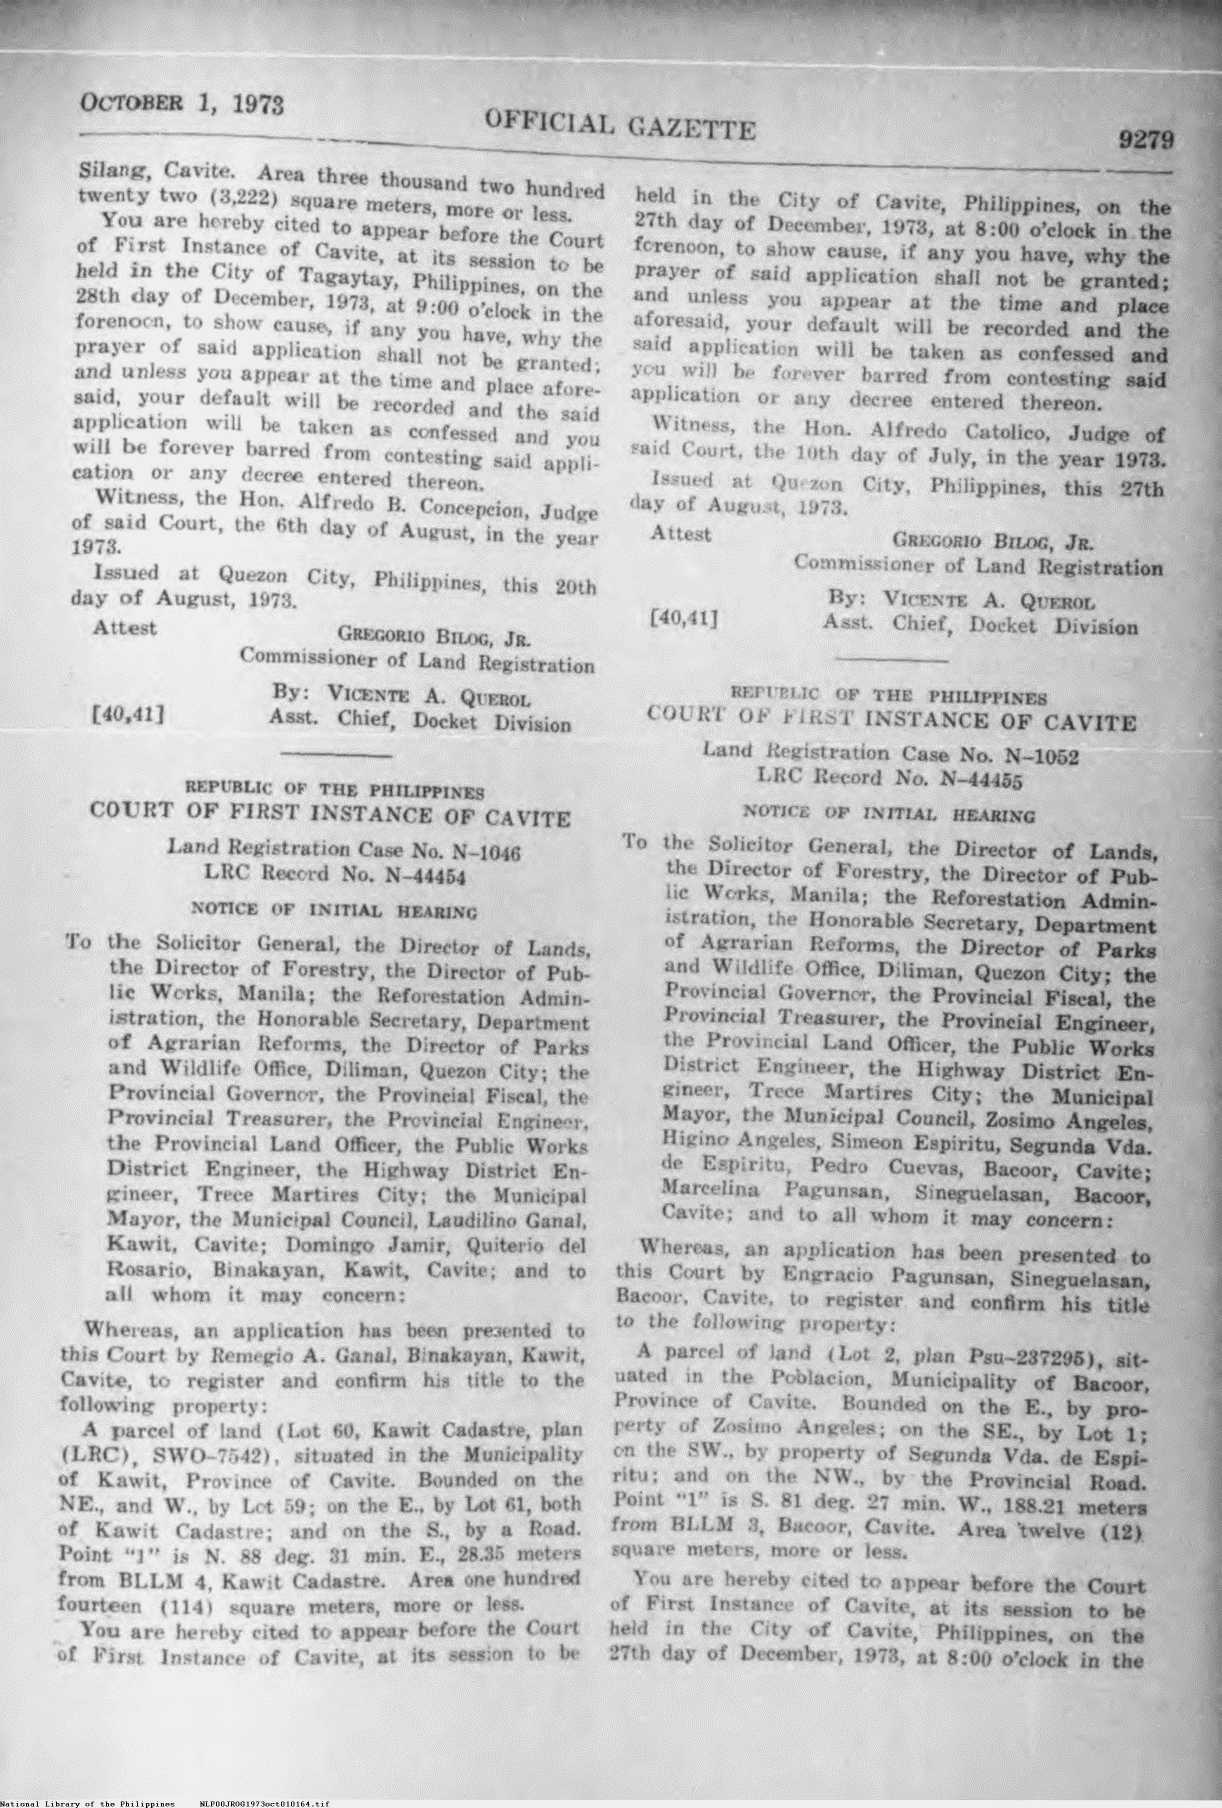 OCTOBER 1, 1973
OFFICIAL GAZETTE
9279
Silang, Cavite. Area three thousand two hundred
twenty two (3,222) square meters, more or less.
You are hereby cited to appear before the Court
of First Instance of Cavite, at its session to be
held in the City of Tagaytay, Philippines, on the
28th day of December, 1973, at 9:00 o'clock in the
forenoon, to show cause, if any you have, why the
prayer of said application shall not be granted;
and unless you appear at the time and place afore-
said, your default will be recorded and the said
application will be taken as confessed and you
will be forever barred from contesting said appli-
cation or any decree entered thereon.
Witness, the Hon. Alfredo B. Concepcion, Judge
of said Court, the 6th day of August, in the year
1973.
Issued at Quezon City, Philippines, this 20th
day of August, 1973.
Attest
GREGORIO BILOG, JR.
Commissioner of Land Registration
By: VICENTE A. QUEROL
[40,41] Asst. Chief, Docket Division
REPUBLIC OF THE PHILIPPINES
COURT OF FIRST INSTANCE OF CAVITE
Land Registration Case No. N-1046
LRC Record No. N-44454
NOTICE OF INITIAL HEARING
To the Solicitor General, the Director of Lands,
the Director of Forestry, the Director of Pub-
lic Works, Manila; the Reforestation Admin-
istration, the Honorable Secretary, Department
of Agrarian Reforms, the Director of Parks
and Wildlife Office, Diliman, Quezon City; the
Provincial Governor, the Provincial Fiscal, the
Provincial Treasurer, the Provincial Engineer,
the Provincial Land Officer, the Public Works
District Engineer, the Highway District En-
gineer, Trece Martires City; the Municipal
Mayor, the Municipal Council, Laudilino Ganal,
Kawit, Cavite; Domingo Jamir, Quiterio del
Rosario, Binakayan, Kawit, Cavite; and to
all whom it may concern:
Whereas, an application has been presented to
this Court by Remegio A. Ganal, Binakayan, Kawit,
Cavite, to register and confirm his title to the
following property:
A parcel of land (Lot 60, Kawit Cadastre, plan
(LRC), SWO-7542), situated in the Municipality
of Kawit, Province of Cavite. Bounded on the
NE., and W., by Lot 59; on the E., by Lot 61, both
of Kawit Cadastre; and on the S., by a Road.
Point "1" is N. 88 deg. 31 min. E., 28.35 meters
from BLLM 4, Kawit Cadastre. Area one hundred
fourteen (114) square meters, more or less.
You are hereby cited to appear before the Court
of First Instance of Cavite, at its session to be
held in the City of Cavite, Philippines, on the
27th day of December, 1973, at 8:00 o'clock in the
forenoon, to show cause, if any you have, why the
prayer of said application shall not be granted;
and unless you appear at the time and place
aforesaid, your default will be recorded and the
said application will be taken as confessed and
you will be forever barred from contesting said
application or any decree entered thereon.
Witness, the Hon. Alfredo Catolico, Judge of
said Court, the 10th day of July, in the year 1973.
Issued at Quezon City, Philippines, this 27th
day of August, 1973.
Attest
GREGORIO BILOG, JR.
Commissioner of Land Registration
By: VICENTE A. QUEROL
[40,41] Asst. Chief, Docket Division
REPUBLIC OF THE PHILIPPINES
COURT OF FIRST INSTANCE OF CAVITE
Land Registration Case No. N-1052
LRC Record No. N-44455
NOTICE OF INITIAL HEARING
To the Solicitor General, the Director of Lands,
the Director of Forestry, the Director of Pub-
lic Works, Manila; the Reforestation Admin-
istration, the Honorable Secretary, Department
of Agrarian Reforms, the Director of Parks
and Wildlife Office, Diliman, Quezon City; the
Provincial Governor, the Provincial Fiscal, the
Provincial Treasurer, the Provincial Engineer,
the Provincial Land Officer, the Public Works
District Engineer, the Highway District En-
gineer, Trece Martires City; the Municipal
Mayor, the Municipal Council, Zosimo Angeles,
Higino Angeles, Simeon Espiritu, Segunda Vda.
de Espiritu, Pedro Cuevas, Bacoor, Cavite;
Marcelina Pagunsan, Sineguelasan, Bacoor,
Cavite; and to all whom it may concern:
Whereas, an application has been presented to
this Court by Engracio Pagunsan, Sineguelasan,
Bacoor, Cavite, to register and confirm his title
to the following property:
A parcel of land (Lot 2, plan Psu-237295), sit-
uated in the Poblacion, Municipality of Bacoor,
Province of Cavite. Bounded on the E., by pro-
perty of Zosimo Angeles; on the SE., by Lot 1;
on the SW., by property of Segunda Vda. de Espi-
ritu; and on the NW., by the Provincial Road.
Point "1" is S. 81 deg. 27 min. W., 188.21 meters
from BLLM 3, Bacoor, Cavite. Area twelve (12)
square meters, more or less.
You are hereby cited to appear before the Court
of First Instance of Cavite, at its session to be
held in the City of Cavite, Philippines, on the
27th day of December, 1973, at 8:00 o'clock in the
National Library of the Philippines NLP00JROG1973oct010164.tif